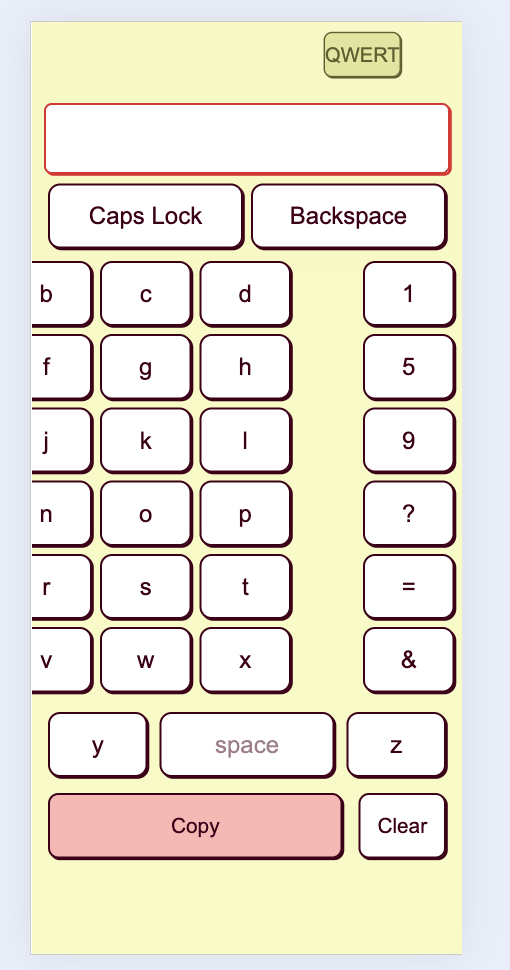 QWERT
Caps Lock Backspace
b c d 1
f g h 5
j k l 9
n o p ?
r s t =
v w x &
y space z
Copy Clear